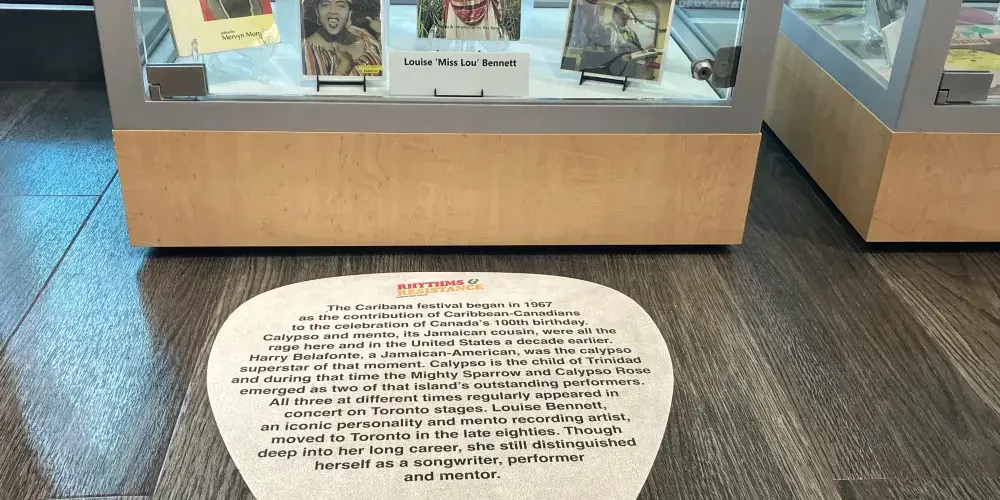 edited by
Mervyn Mor
Louise 'Miss Lou' Bennett
RHYTHMS &
RESISTANCE
The Caribana festival began in 1967
as the contribution of Caribbean-Canadians
to the celebration of Canada's 100th birthday.
Calypso and mento, its Jamaican cousin, were all the
rage here and in the United States a decade earlier.
Harry Belafonte, a Jamaican-American, was the calypso
superstar of that moment. Calypso is the child of Trinidad
and during that time the Mighty Sparrow and Calypso Rose
emerged as two of that island's outstanding performers.
All three at different times regularly appeared in
concert on Toronto stages. Louise Bennett,
an iconic personality and mento recording artist,
moved to Toronto in the late eighties. Though
deep into her long career, she still distinguished
herself as a songwriter, performer
and mentor.